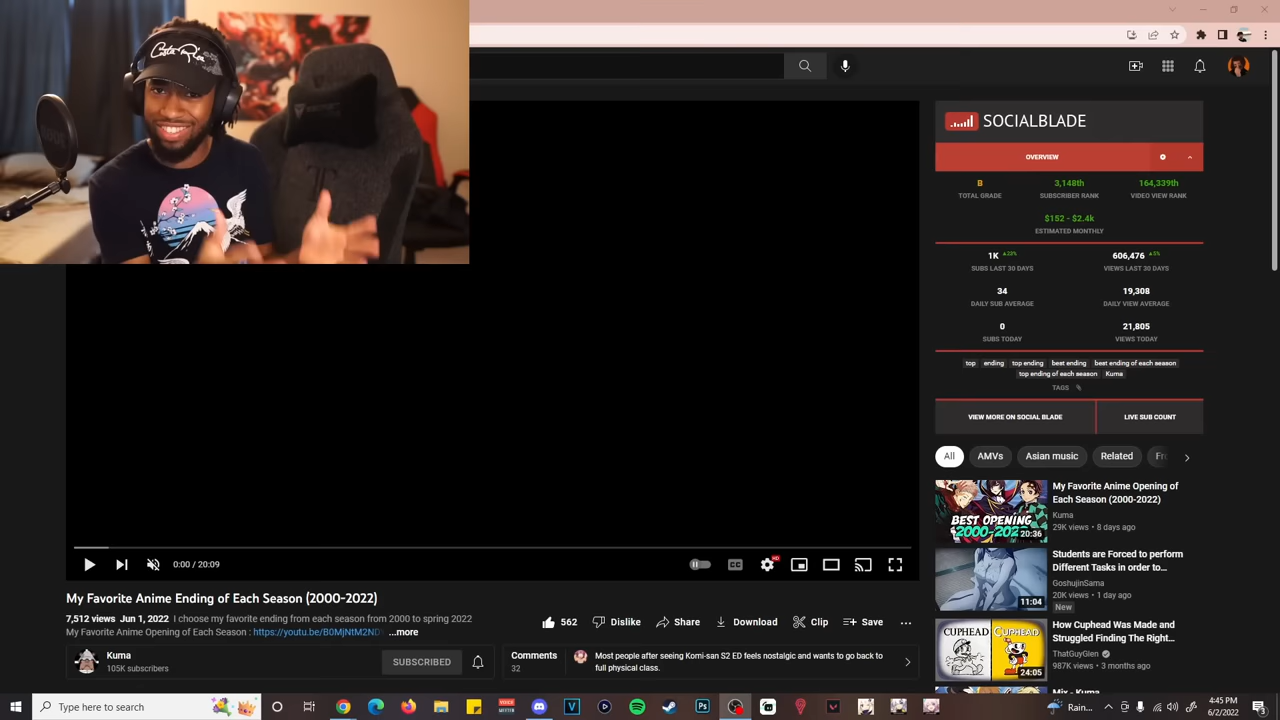 Costa Rica
SOCIALBLADE
OVERVIEW
B
3,148th
164,339th
TOTAL GRADE
SUBSCRIBER RANK
VIDEO VIEW RANK
$152 - $2.4k
ESTIMATED MONTHLY
1K
606,476
SUBS LAST 30 DAYS
VIEWS LAST 30 DAYS
34
19,308
DAILY SUB AVERAGE
DAILY VIEW AVERAGE
0
21,805
SUBS TODAY
VIEWS TODAY
top ending top ending best ending best ending of each season
top ending of each season Kuma
TAGS
VIEW MORE ON SOCIAL BLADE
LIVE SUB COUNT
All AMVs Asian music Related
BEST OPENING
20:36
My Favorite Anime Opening of
Each Season (2000-2022)
Kuma
29K views • 8 days ago
11:04
Students are Forced to perform
Different Tasks in order to…
GoshujinSama
20K views • 1 day ago
New
CUPHEAD CUPHEAD
24:05
How Cuphead Was Made and
Struggled Finding The Right…
ThatGuyGlen
987K views • 3 months ago
Mix - Kuma
0:00 / 20:09
CC
HD
My Favorite Anime Ending of Each Season (2000-2022)
7,512 views Jun 1, 2022 I choose my favorite ending from each season from 2000 to spring 2022
My Favorite Anime Opening of Each Season : ...more
562 Dislike Share Download Clip Save
Kuma
105K subscribers
SUBSCRIBED
Comments
32
Most people after seeing Komi-san S2 ED feels nostalgic and wants to go back to
full physical class.
Type here to search
4:45 PM
6/2/2022